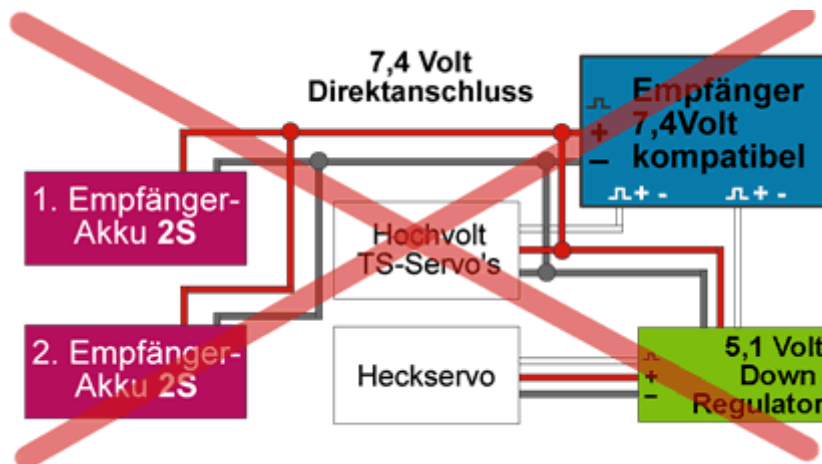 7,4 Volt
Direktanschluss
Empfänger
+ 7,4Volt
− kompatibel
+ - + -
1. Empfänger-
Akku 2S
Hochvolt
TS-Servo's
2. Empfänger-
Akku 2S
Heckservo
5,1 Volt
+ Down
− Regulator